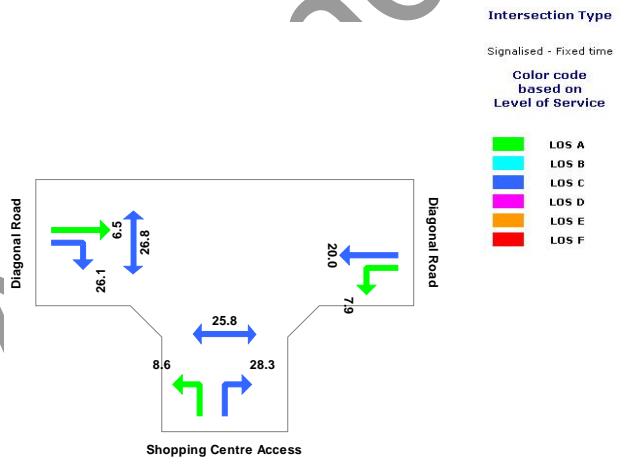 Intersection Type
Signalised - Fixed time
Color code
based on
Level of Service
LOS A
LOS B
LOS C
LOS D
LOS E
LOS F
Diagonal Road
6.5
26.8
26.1
20.0
7.9
Diagonal Road
25.8
8.6
28.3
Shopping Centre Access